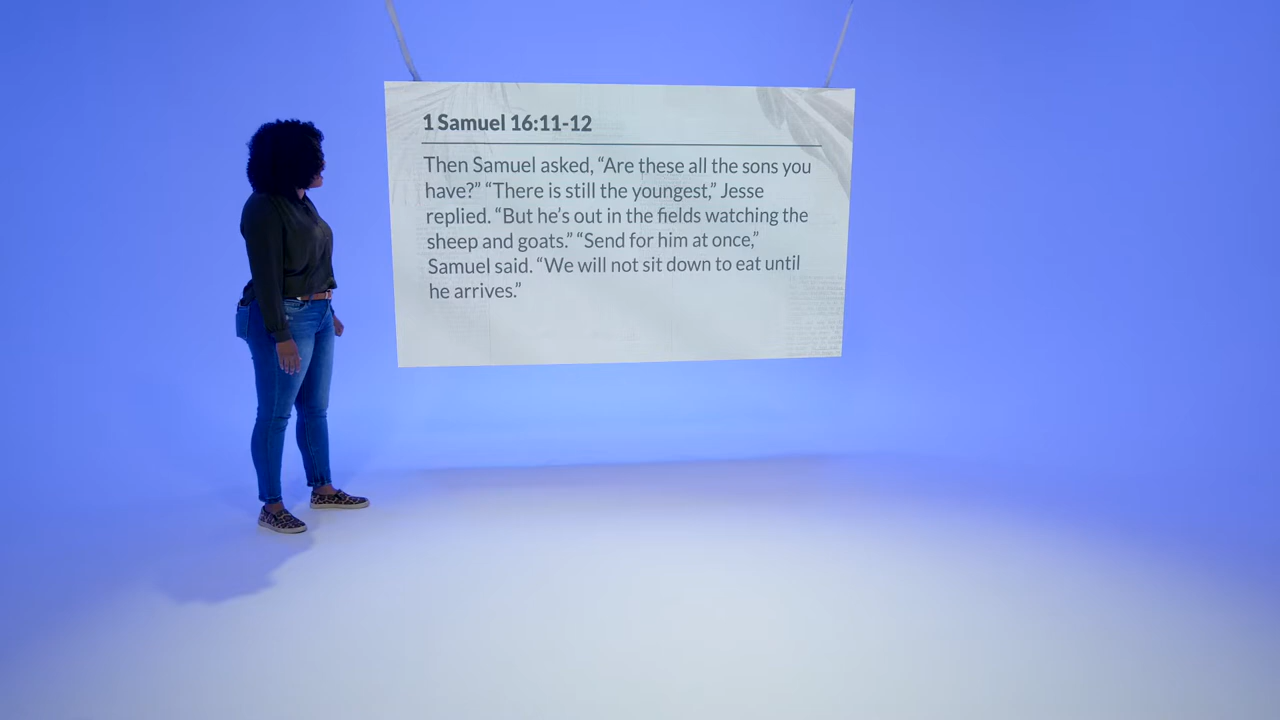 1 Samuel 16:11-12
Then Samuel asked, “Are these all the sons you
have?” “There is still the youngest,” Jesse
replied. “But he’s out in the fields watching the
sheep and goats.” “Send for him at once,”
Samuel said. “We will not sit down to eat until
he arrives.”